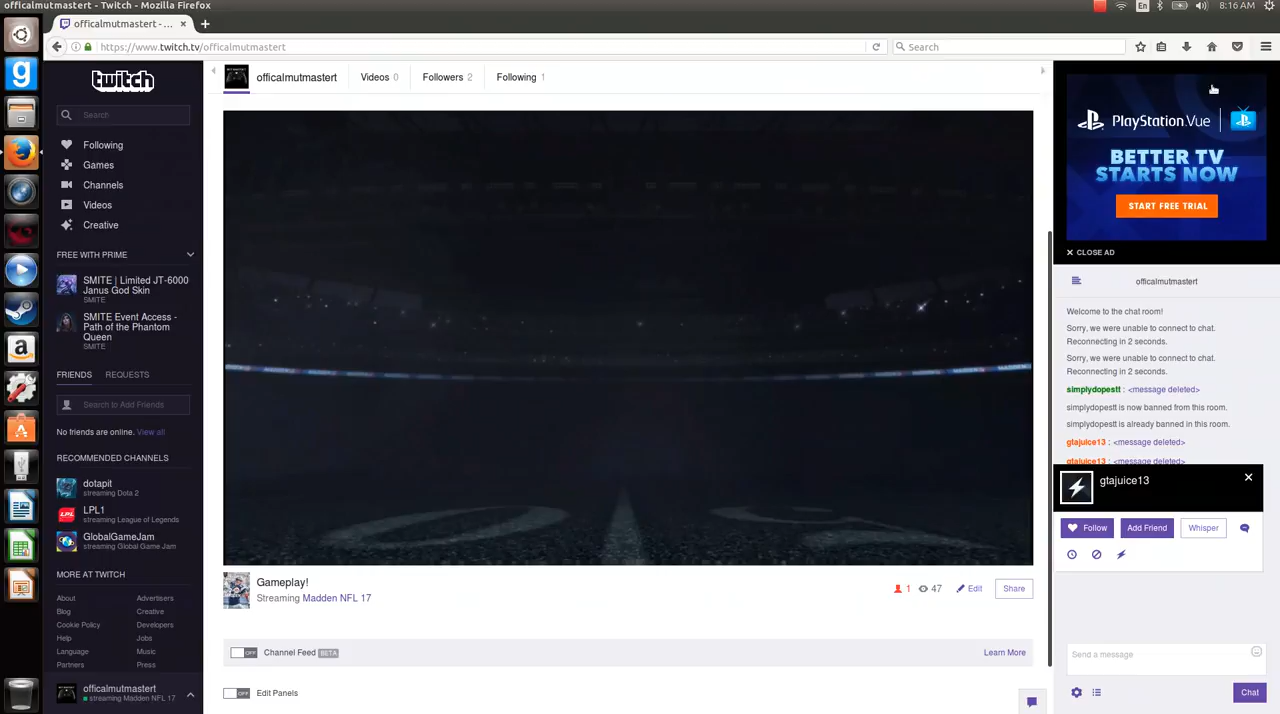 officalmutmastert - Twitch - Mozilla Firefox
En
8:16 AM
officalmutmastert - ...
https://www.twitch.tv/officalmutmastert
Search
twitch
Search
Following
Games
Channels
Videos
Creative
FREE WITH PRIME
SMITE | Limited JT-6000
Janus God Skin
SMITE
SMITE Event Access -
Path of the Phantom
Queen
SMITE
FRIENDS REQUESTS
Search to Add Friends
No friends are online. View all
RECOMMENDED CHANNELS
dotapit
streaming Dota 2
LPL1
streaming League of Legends
GlobalGameJam
streaming Global Game Jam
MORE AT TWITCH
About Advertisers
Blog Creative
Cookie Policy Developers
Help Jobs
Language Music
Partners Press
officalmutmastert
streaming Madden NFL 17
officalmutmastert Videos 0 Followers 2 Following 1
MADDEN
Gameplay!
Streaming Madden NFL 17
1 47 Edit Share
OFF Channel Feed BETA Learn More
OFF Edit Panels
PlayStation.Vue
BETTER TV
STARTS NOW
START FREE TRIAL
CLOSE AD
officalmutmastert
Welcome to the chat room!
Sorry, we were unable to connect to chat.
Reconnecting in 2 seconds.
Sorry, we were unable to connect to chat.
Reconnecting in 2 seconds.
simplydopestt : <message deleted>
simplydopestt is now banned from this room.
simplydopestt is already banned in this room.
gtajuice13 : <message deleted>
gtajuice13 : <message deleted>
gtajuice13
Follow Add Friend Whisper
Send a message
Chat